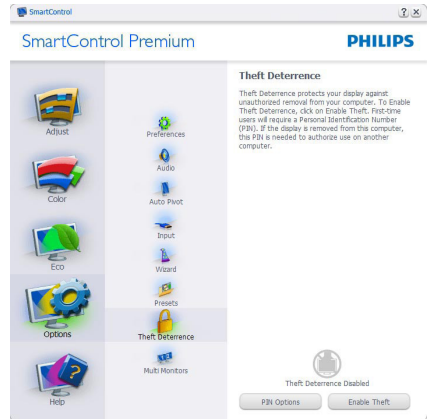 SmartControl
SmartControl Premium
PHILIPS
Adjust
Color
Eco
Options
Help
Preferences
Audio
Auto Pivot
Input
Wizard
Presets
Theft Deterrence
Multi Monitors
Theft Deterrence
Theft Deterrence protects your display against
unauthorized removal from your computer. To Enable
Theft Deterrence, click on Enable Theft. First-time
users will require a Personal Identification Number
(PIN). If the display is removed from this computer,
this PIN is needed to authorize use on another
computer.
Theft Deterrence Disabled
PIN Options
Enable Theft